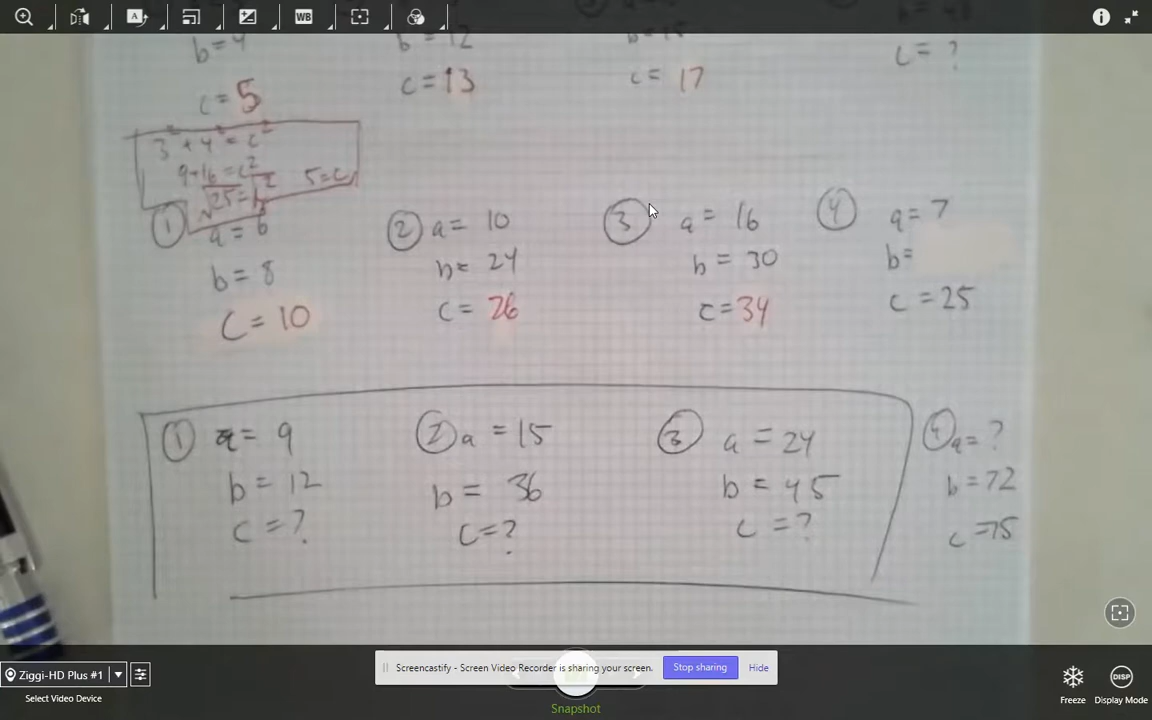 WB
b=4
c=5
b=12
c=13
b=15
c= 17
c= ?
3² + 4² = c²
9+16=c²
√25=
5=c
① a= 6
b= 8
C= 10
② a= 10
b= 24
c= 26
③ a= 16
b= 30
c=34
④ a= 7
b=
c =25
① a= 9
b= 12
c =?
② a =15
b= 36
c=?
③ a =24
b= 45
c =?
④ a= ?
b =72
c =75
Ziggi-HD Plus #1
Select Video Device
Screencastify - Screen Video Recorder is sharing your screen.
Stop sharing
Hide
Snapshot
Freeze
DISP
Display Mode